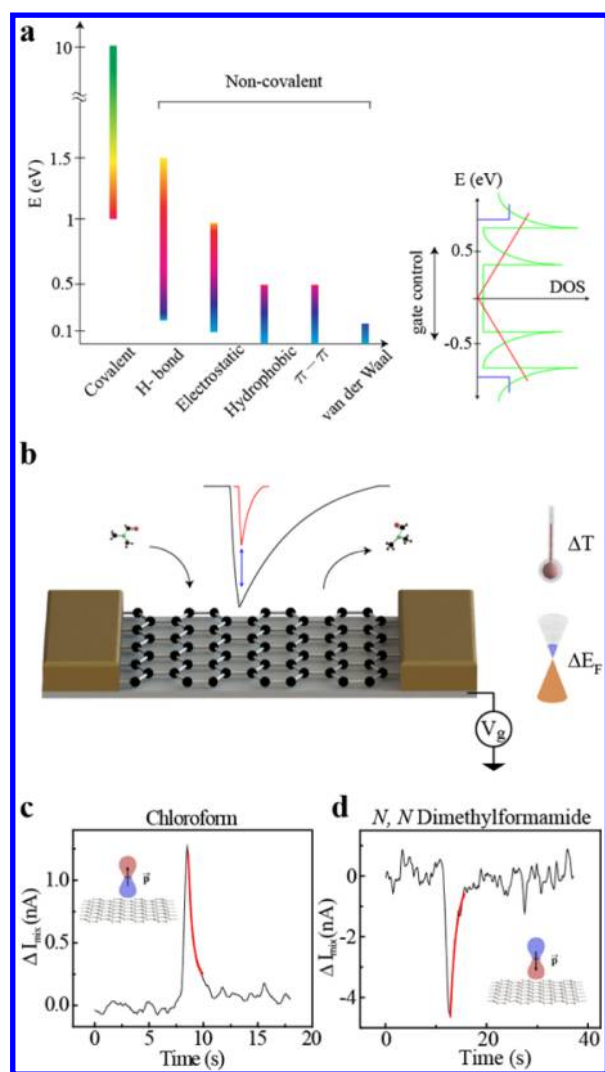 a
10
1.5
1
0.5
0.1
E (eV)
Non-covalent
Covalent
H- bond
Electrostatic
Hydrophobic
π – π
van der Waal
E (eV)
0.5
-0.5
DOS
gate control
b
ΔT
ΔE_F
V_g
c
Chloroform
1.0
0.5
0.0
Δ I_mix (nA)
p⃗
0
5
10
15
20
Time (s)
d
N, N Dimethylformamide
0
-2
-4
Δ I_mix (nA)
p⃗
0
20
40
Time (s)